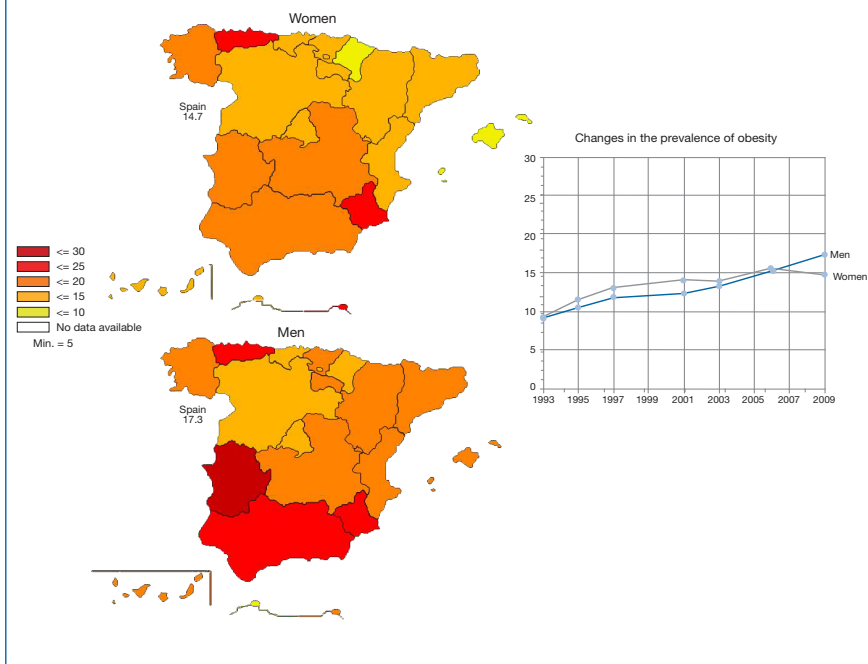 Women
Spain
14.7
<= 30
<= 25
<= 20
<= 15
<= 10
No data available
Min. = 5
Men
Spain
17.3
Changes in the prevalence of obesity
30
25
20
15
10
5
0
1993 1995 1997 1999 2001 2003 2005 2007 2009
Men
Women